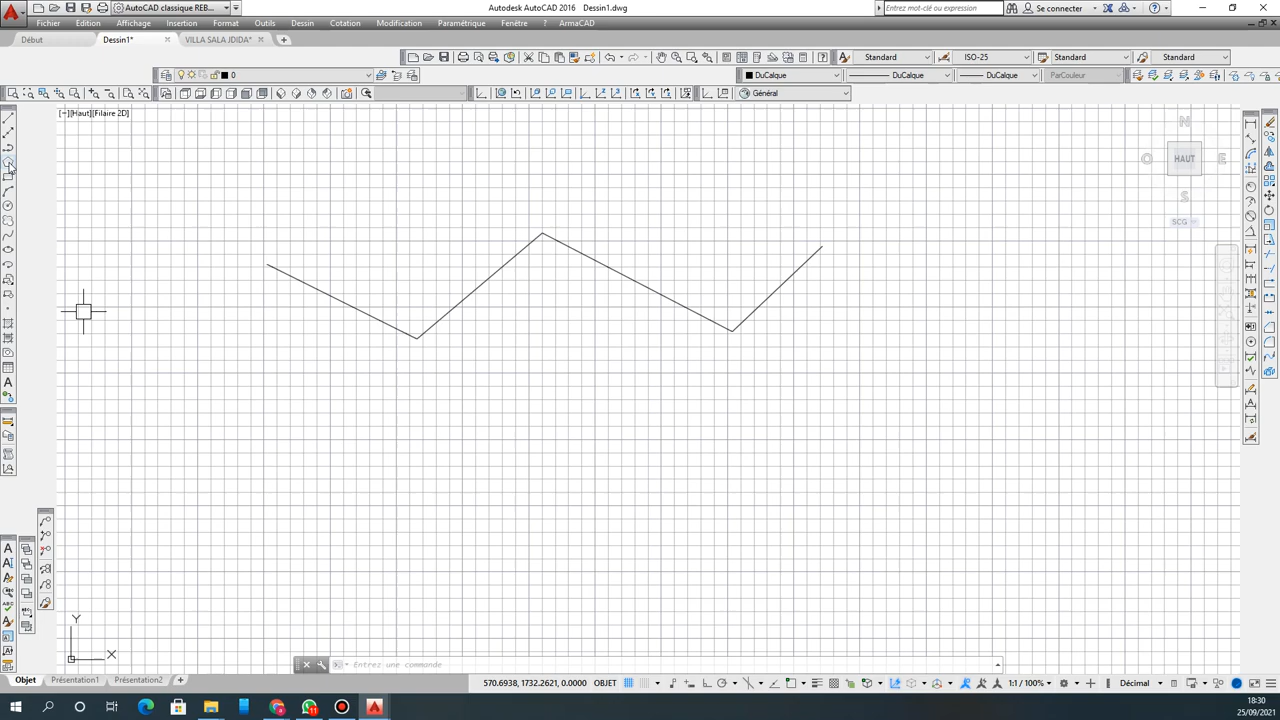 AutoCAD classique REB...
Autodesk AutoCAD 2016 Dessin1.dwg
Entrez mot-clé ou expression
Se connecter
Fichier Edition Affichage Insertion Format Outils Dessin Cotation Modification Paramétrique Fenêtre ? ArmaCAD
Début Dessin1* VILLA SALA JDIDA*
Standard ISO-25 Standard Standard
0 DuCalque DuCalque DuCalque ParCouleur
Général
[−][Haut][Filaire 2D]
N
O HAUT E
S
SCG
Y
X
Entrez une commande
Objet Présentation1 Présentation2
570.6938, 1732.2621, 0.0000 OBJET 1:1 / 100% Décimal
18:30
25/09/2021